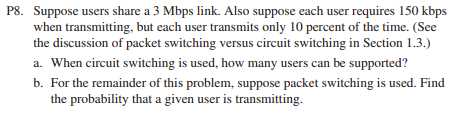 P8. Suppose users share a 3 Mbps link. Also suppose each user requires 150 kbps
when transmitting, but each user transmits only 10 percent of the time. (See
the discussion of packet switching versus circuit switching in Section 1.3.)
a. When circuit switching is used, how many users can be supported?
b. For the remainder of this problem, suppose packet switching is used. Find
the probability that a given user is transmitting.